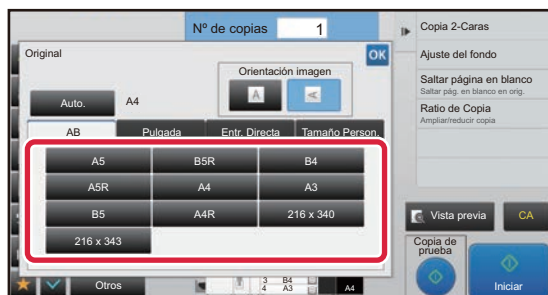 Nº de copias 1
Original
OK
Orientación imagen
A A
Auto. A4
AB Pulgada Entr. Directa Tamaño Person.
A5 B5R B4
A5R A4 A3
B5 A4R 216 x 340
216 x 343
Otros
3 B4
4 A3
A4
Copia 2-Caras
Ajuste del fondo
Saltar página en blanco
Saltar pág. en blanco en orig.
Ratio de Copia
Ampliar/reducir copia
Vista previa CA
Copia de
prueba
Iniciar